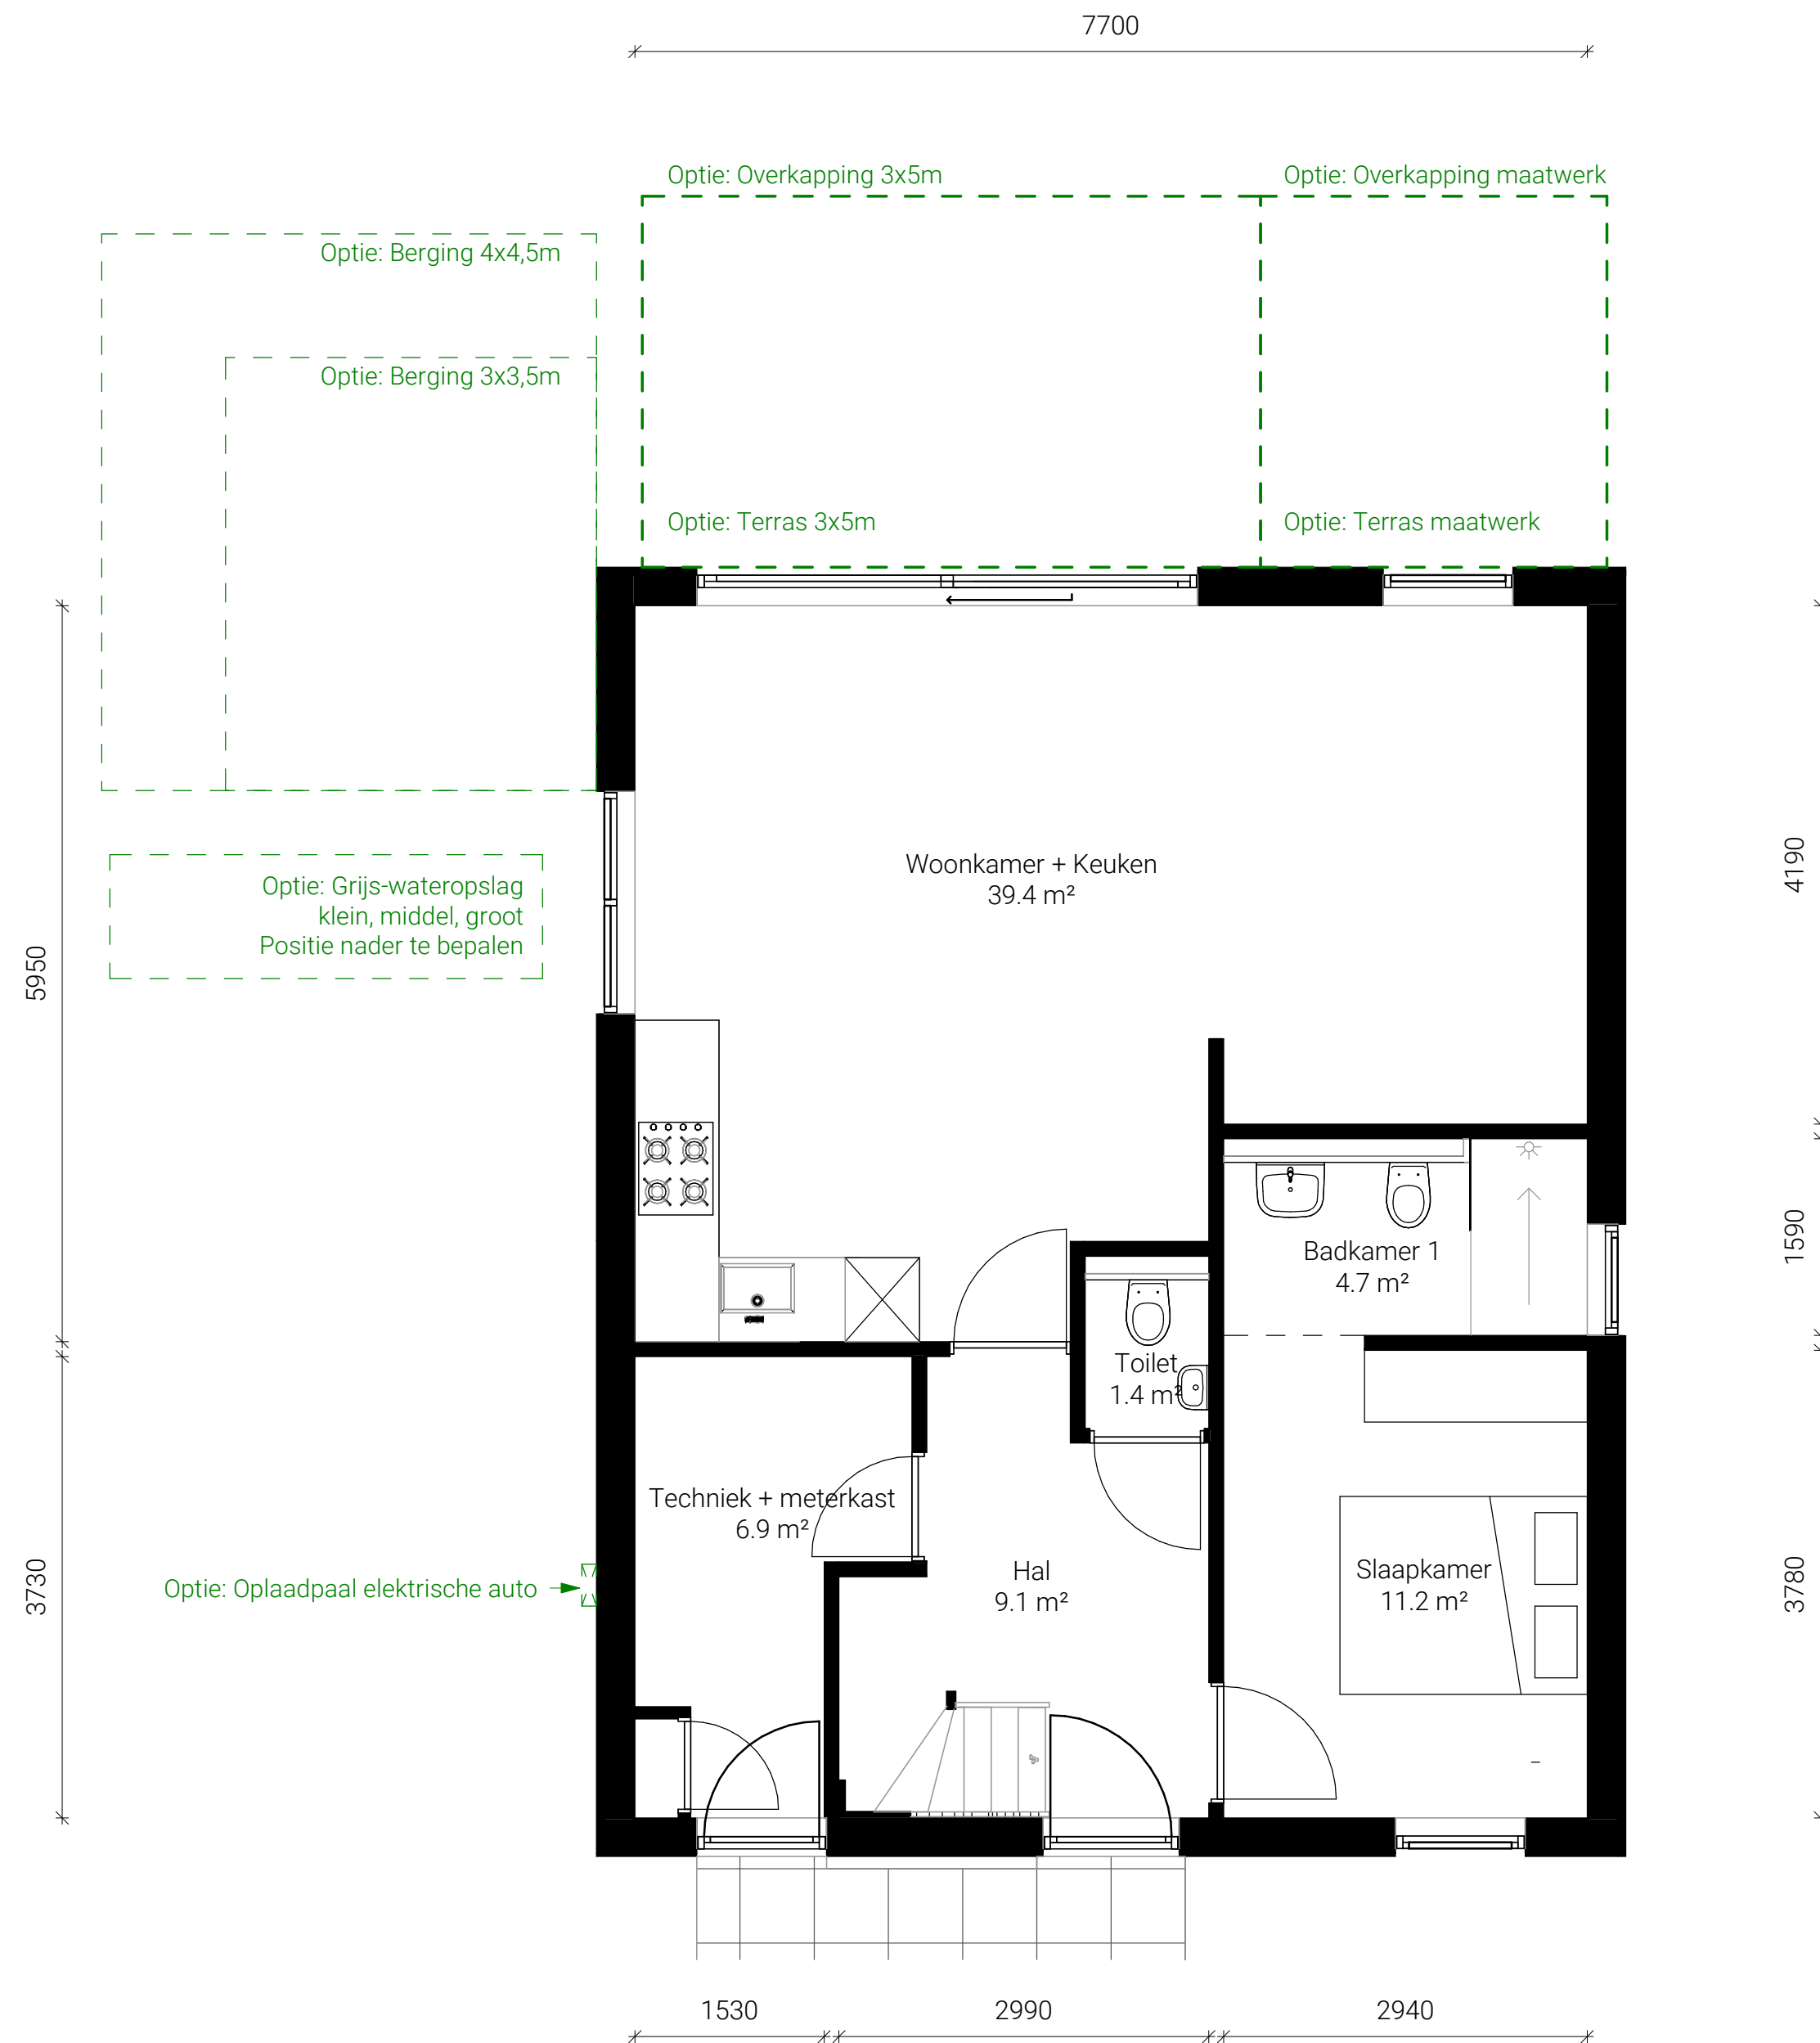 7700
Optie: Overkapping 3x5m
Optie: Overkapping maatwerk
Optie: Berging 4x4,5m
Optie: Berging 3x3,5m
Optie: Terras 3x5m
Optie: Terras maatwerk
Woonkamer + Keuken
39.4 m²
4190
Optie: Grijs-wateropslag
klein, middel, groot
Positie nader te bepalen
5950
1590
Badkamer 1
4.7 m²
Toilet
1.4 m²
Techniek + meterkast
6.9 m²
Hal
9.1 m²
Slaapkamer
11.2 m²
3730
Optie: Oplaadpaal elektrische auto
3780
1530
2990
2940